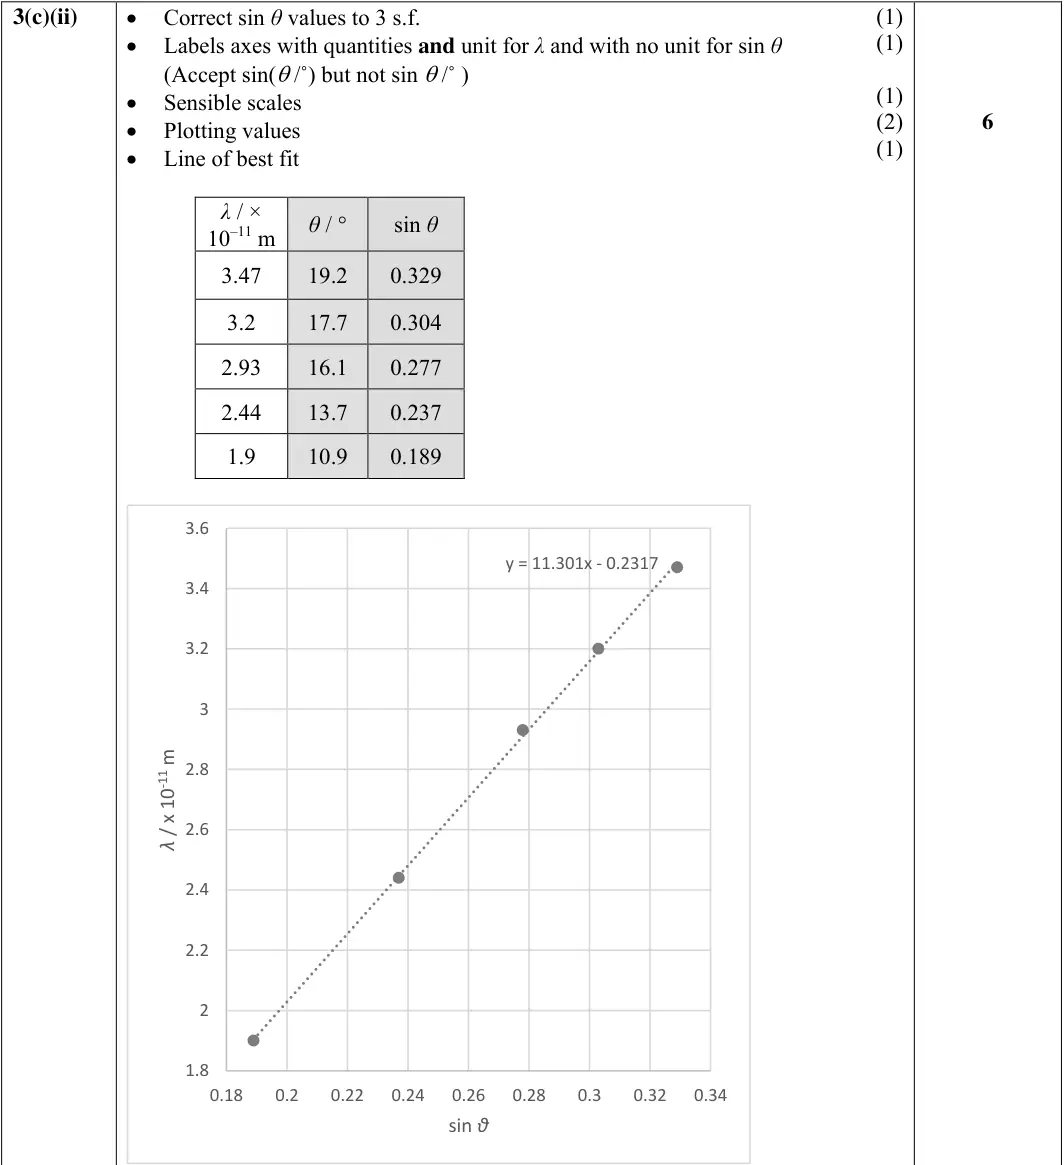 3(c)(ii)
• Correct sin θ values to 3 s.f. (1)
• Labels axes with quantities and unit for λ and with no unit for sin θ (1)
(Accept sin(θ /˚) but not sin θ /˚ )
• Sensible scales (1)
• Plotting values (2)
• Line of best fit (1)
6
λ / × 10⁻¹¹ m θ / ° sin θ
3.47 19.2 0.329
3.2 17.7 0.304
2.93 16.1 0.277
2.44 13.7 0.237
1.9 10.9 0.189
3.6
y = 11.301x - 0.2317
3.4
3.2
3
2.8
2.6
2.4
2.2
2
1.8
λ / x 10⁻¹¹ m
0.18 0.2 0.22 0.24 0.26 0.28 0.3 0.32 0.34
sin ϑ